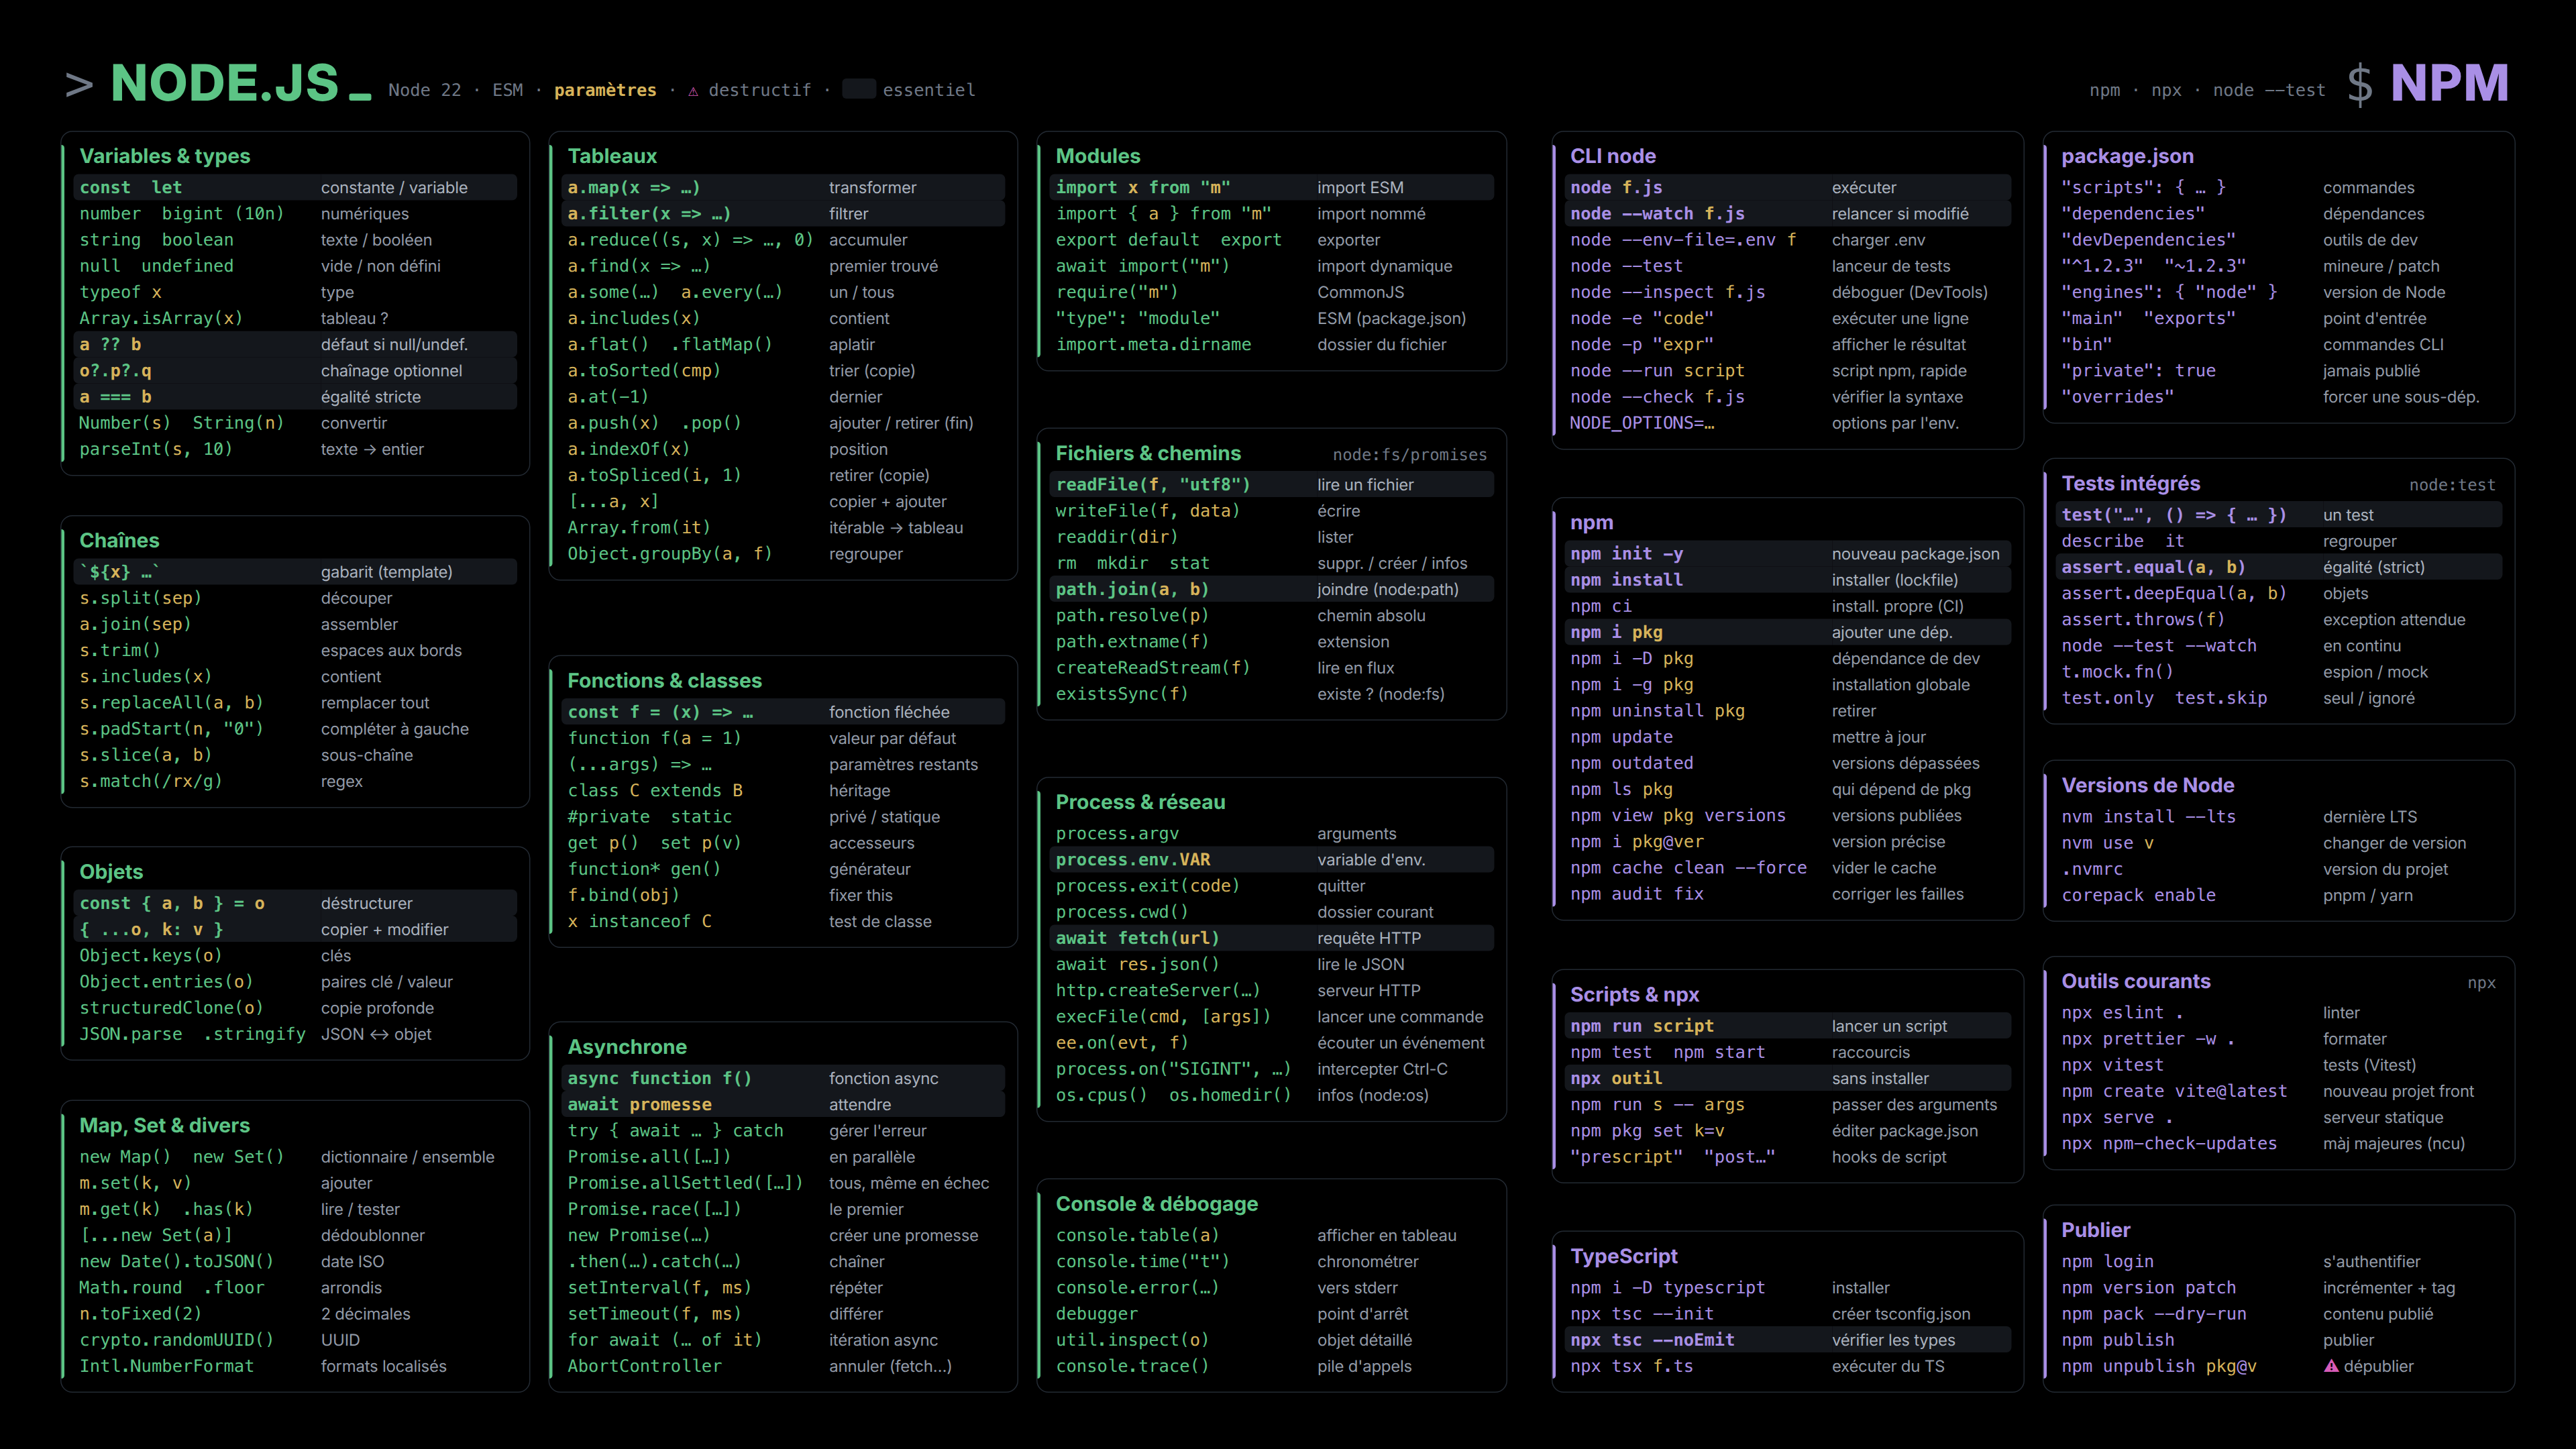 > NODE.JS_ Node 22 · ESM · paramètres · ⚠ destructif · essentiel
npm · npx · node --test $ NPM
Variables & types
const let constante / variable
number bigint (10n) numériques
string boolean texte / booléen
null undefined vide / non défini
typeof x type
Array.isArray(x) tableau ?
a ?? b défaut si null/undef.
o?.p?.q chaînage optionnel
a === b égalité stricte
Number(s) String(n) convertir
parseInt(s, 10) texte → entier
Chaînes
`${x} …` gabarit (template)
s.split(sep) découper
a.join(sep) assembler
s.trim() espaces aux bords
s.includes(x) contient
s.replaceAll(a, b) remplacer tout
s.padStart(n, "0") compléter à gauche
s.slice(a, b) sous-chaîne
s.match(/rx/g) regex
Objets
const { a, b } = o déstructurer
{ ...o, k: v } copier + modifier
Object.keys(o) clés
Object.entries(o) paires clé / valeur
structuredClone(o) copie profonde
JSON.parse .stringify JSON ↔ objet
Map, Set & divers
new Map() new Set() dictionnaire / ensemble
m.set(k, v) ajouter
m.get(k) .has(k) lire / tester
[...new Set(a)] dédoublonner
new Date().toJSON() date ISO
Math.round .floor arrondis
n.toFixed(2) 2 décimales
crypto.randomUUID() UUID
Intl.NumberFormat formats localisés
Tableaux
a.map(x => …) transformer
a.filter(x => …) filtrer
a.reduce((s, x) => …, 0) accumuler
a.find(x => …) premier trouvé
a.some(…) a.every(…) un / tous
a.includes(x) contient
a.flat() .flatMap() aplatir
a.toSorted(cmp) trier (copie)
a.at(-1) dernier
a.push(x) .pop() ajouter / retirer (fin)
a.indexOf(x) position
a.toSpliced(i, 1) retirer (copie)
[...a, x] copier + ajouter
Array.from(it) itérable → tableau
Object.groupBy(a, f) regrouper
Fonctions & classes
const f = (x) => … fonction fléchée
function f(a = 1) valeur par défaut
(...args) => … paramètres restants
class C extends B héritage
#private static privé / statique
get p() set p(v) accesseurs
function* gen() générateur
f.bind(obj) fixer this
x instanceof C test de classe
Asynchrone
async function f() fonction async
await promesse attendre
try { await … } catch gérer l'erreur
Promise.all([…]) en parallèle
Promise.allSettled([…]) tous, même en échec
Promise.race([…]) le premier
new Promise(…) créer une promesse
.then(…).catch(…) chaîner
setInterval(f, ms) répéter
setTimeout(f, ms) différer
for await (… of it) itération async
AbortController annuler (fetch…)
Modules
import x from "m" import ESM
import { a } from "m" import nommé
export default export exporter
await import("m") import dynamique
require("m") CommonJS
"type": "module" ESM (package.json)
import.meta.dirname dossier du fichier
Fichiers & chemins node:fs/promises
readFile(f, "utf8") lire un fichier
writeFile(f, data) écrire
readdir(dir) lister
rm mkdir stat suppr. / créer / infos
path.join(a, b) joindre (node:path)
path.resolve(p) chemin absolu
path.extname(f) extension
createReadStream(f) lire en flux
existsSync(f) existe ? (node:fs)
Process & réseau
process.argv arguments
process.env.VAR variable d'env.
process.exit(code) quitter
process.cwd() dossier courant
await fetch(url) requête HTTP
await res.json() lire le JSON
http.createServer(…) serveur HTTP
execFile(cmd, [args]) lancer une commande
ee.on(evt, f) écouter un événement
process.on("SIGINT", …) intercepter Ctrl-C
os.cpus() os.homedir() infos (node:os)
Console & débogage
console.table(a) afficher en tableau
console.time("t") chronométrer
console.error(…) vers stderr
debugger point d'arrêt
util.inspect(o) objet détaillé
console.trace() pile d'appels
CLI node
node f.js exécuter
node --watch f.js relancer si modifié
node --env-file=.env f charger .env
node --test lanceur de tests
node --inspect f.js déboguer (DevTools)
node -e "code" exécuter une ligne
node -p "expr" afficher le résultat
node --run script script npm, rapide
node --check f.js vérifier la syntaxe
NODE_OPTIONS=… options par l'env.
npm
npm init -y nouveau package.json
npm install installer (lockfile)
npm ci install. propre (CI)
npm i pkg ajouter une dép.
npm i -D pkg dépendance de dev
npm i -g pkg installation globale
npm uninstall pkg retirer
npm update mettre à jour
npm outdated versions dépassées
npm ls pkg qui dépend de pkg
npm view pkg versions versions publiées
npm i pkg@ver version précise
npm cache clean --force vider le cache
npm audit fix corriger les failles
Scripts & npx
npm run script lancer un script
npm test npm start raccourcis
npx outil sans installer
npm run s -- args passer des arguments
npm pkg set k=v éditer package.json
"prescript" "post…" hooks de script
TypeScript
npm i -D typescript installer
npx tsc --init créer tsconfig.json
npx tsc --noEmit vérifier les types
npx tsx f.ts exécuter du TS
package.json
"scripts": { … } commandes
"dependencies" dépendances
"devDependencies" outils de dev
"^1.2.3" "~1.2.3" mineure / patch
"engines": { "node" } version de Node
"main" "exports" point d'entrée
"bin" commandes CLI
"private": true jamais publié
"overrides" forcer une sous-dép.
Tests intégrés node:test
test("…", () => { … }) un test
describe it regrouper
assert.equal(a, b) égalité (strict)
assert.deepEqual(a, b) objets
assert.throws(f) exception attendue
node --test --watch en continu
t.mock.fn() espion / mock
test.only test.skip seul / ignoré
Versions de Node
nvm install --lts dernière LTS
nvm use v changer de version
.nvmrc version du projet
corepack enable pnpm / yarn
Outils courants npx
npx eslint . linter
npx prettier -w . formater
npx vitest tests (Vitest)
npm create vite@latest nouveau projet front
npx serve . serveur statique
npx npm-check-updates màj majeures (ncu)
Publier
npm login s'authentifier
npm version patch incrémenter + tag
npm pack --dry-run contenu publié
npm publish publier
npm unpublish pkg@v ⚠ dépublier